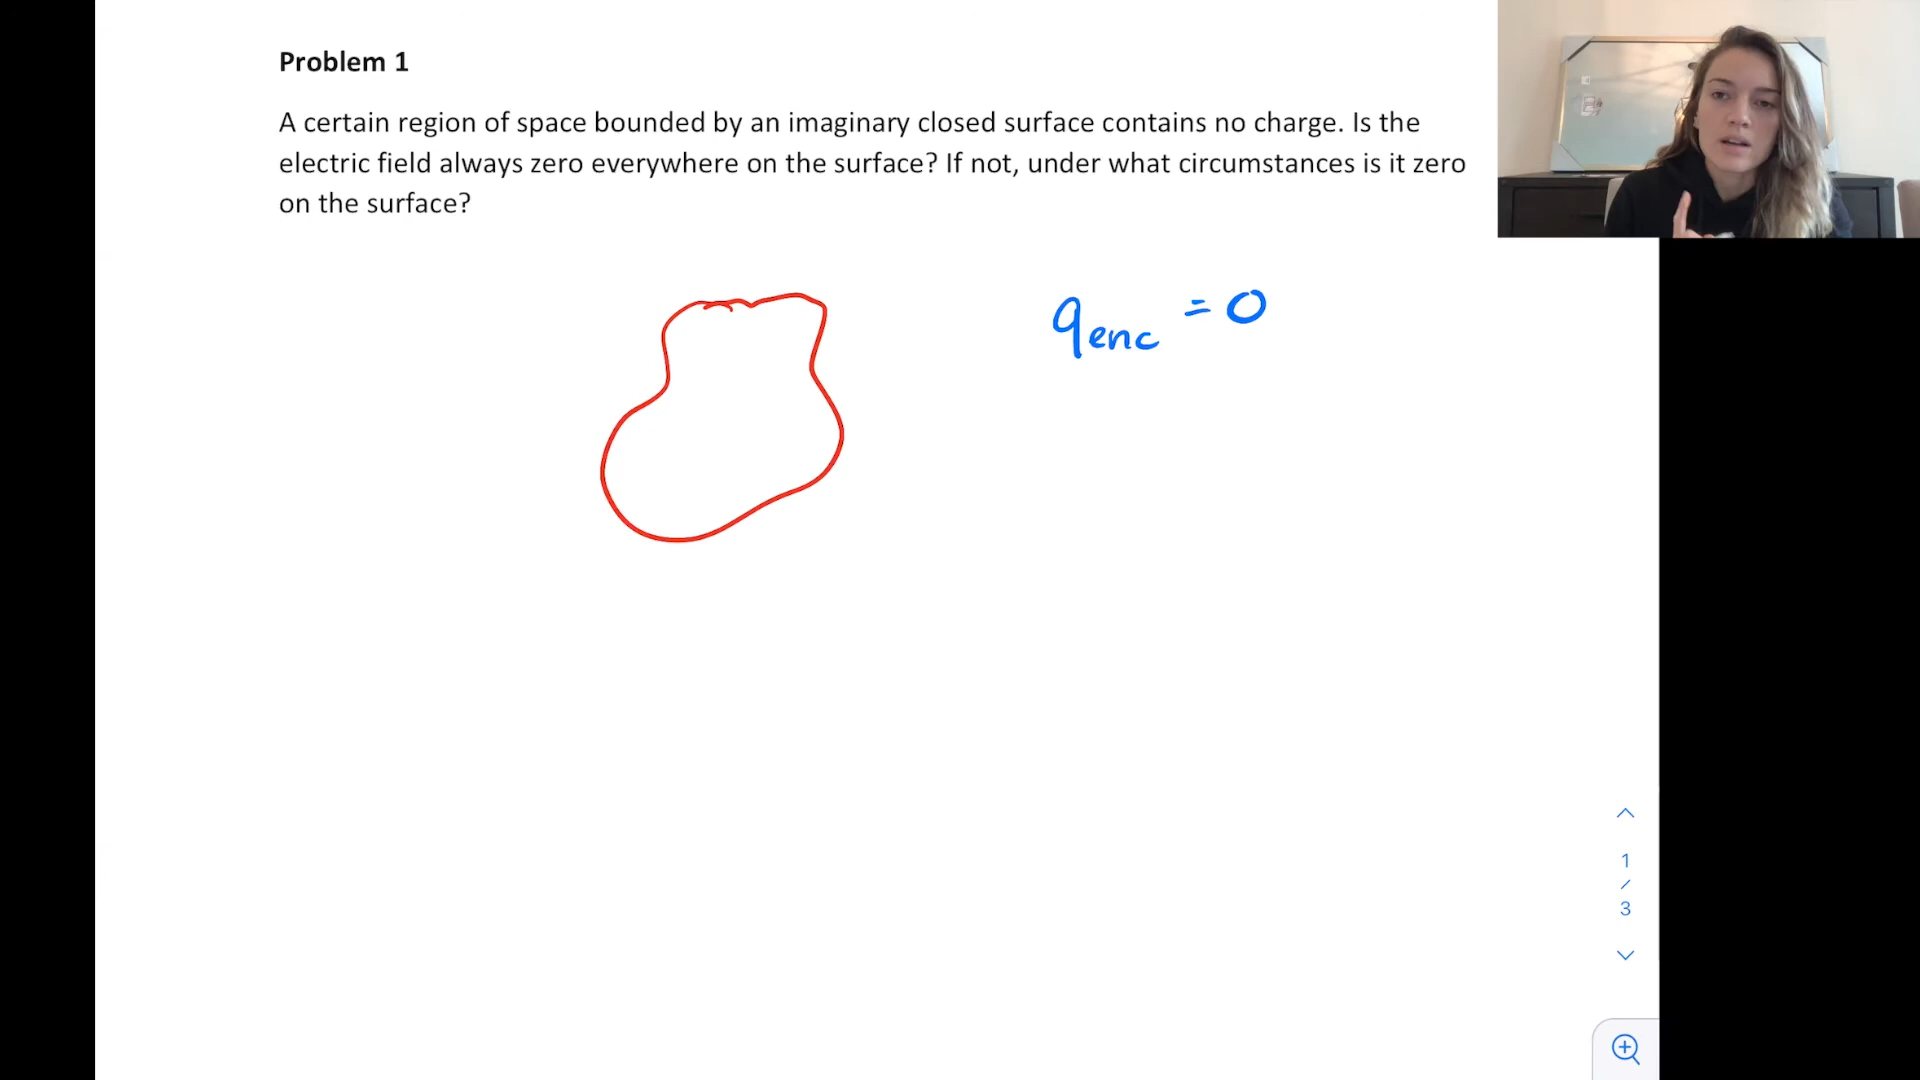 Problem 1
A certain region of space bounded by an imaginary closed surface contains no charge. Is the
electric field always zero everywhere on the surface? If not, under what circumstances is it zero
on the surface?
qenc = 0
1
/
3